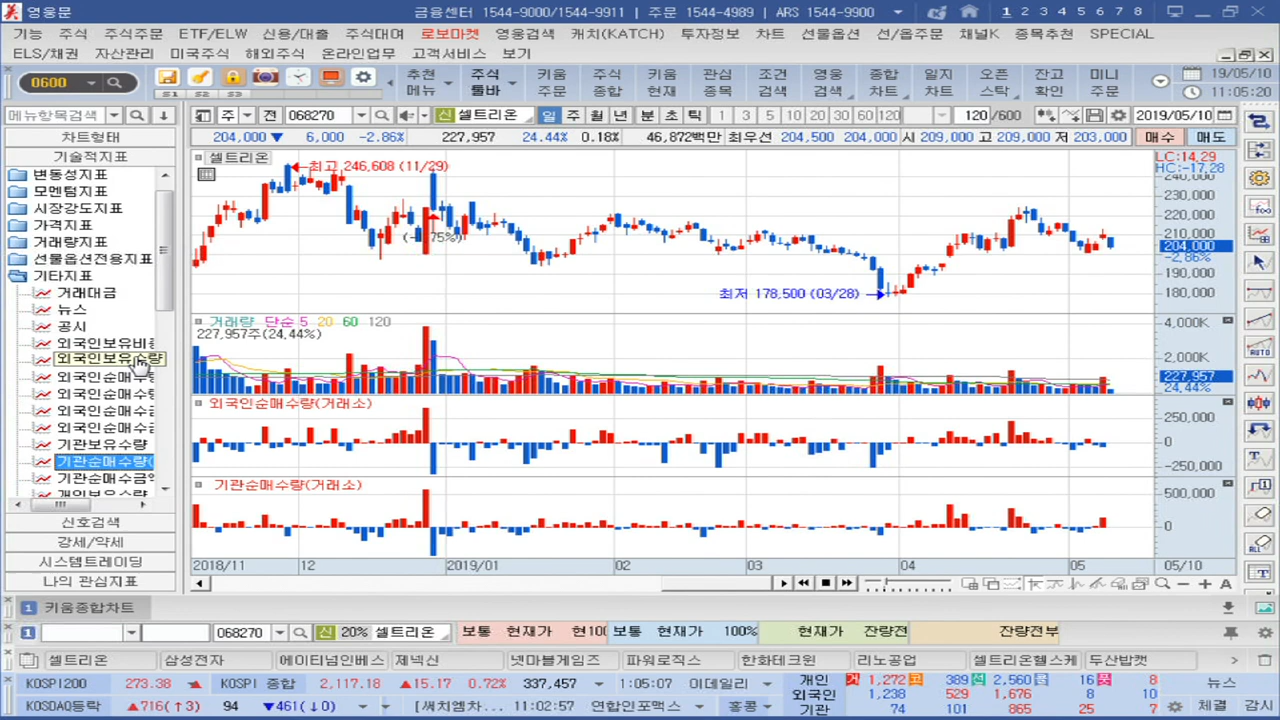 영웅문 금융센터 1544-9000/1544-9911 | 주문 1544-4989 | ARS 1544-9900 1 2 3 4 5 6 7 8
기능 주식 주식주문 ETF/ELW 신용/대출 주식대여 로보마켓 영웅검색 캐치(KATCH) 투자정보 차트 선물옵션 선/옵주문 채널K 종목추천 SPECIAL
ELS/채권 자산관리 미국주식 해외주식 온라인업무 고객서비스 보기
0600 추천 주식 키움 주식 키움 관심 조건 영웅 종합 일지 오픈 잔고 미니 19/05/10
메뉴 툴바 주문 종합 현재 종목 검색 검색 차트 차트 스탁 확인 주문 11:05:20
메뉴항목검색 주 전 068270 신 셀트리온 일 주 월 년 분 초 틱 1 3 5 10 20 30 60 120 120 /600 2019/05/10
차트형태 204,000 ▼ 6,000 -2.86% 227,957 24.44% 0.18% 46,872백만 최우선 204,500 204,000 시 209,000 고 209,000 저 203,000 매수 매도
기술적지표 셀트리온 최고 246,608 (11/29) LC:14.29
HC:-17.28
변동성지표 240,000
모멘텀지표 230,000
시장강도지표 220,000
가격지표 210,000
거래량지표 204,000
선물옵션전용지표 -2.86%
기타지표 190,000
거래대금 최저 178,500 (03/28) 180,000
뉴스
공시 거래량 단순 5 20 60 120 4,000K
227,957주(24.44%)
외국인보유비중
외국인보유수량 2,000K
외국인순매수량 227,957
외국인순매수량 24.44%
외국인순매수금 외국인순매수량(거래소) 250,000
외국인순매수금 0
기관보유수량 -250,000
기관순매수량( 기관순매수량(거래소) 500,000
기관순매수금액
개인보유수량 0
신호검색
강세/약세
시스템트레이딩 2018/11 12 2019/01 02 03 04 05 05/10
나의 관심지표
1 키움종합차트
1 068270 신 20% 셀트리온 보통 현재가 현100 보통 현재가 100% 현재가 잔량전 잔량전부
셀트리온 삼성전자 에이티넘인베스 제넥신 넷마블게임즈 파워로직스 한화테크윈 리노공업 셀트리온헬스케 두산밥캣
KOSPI200 273.38 ▲ KOSPI 종합 2,117.18 ▲15.17 0.72% 337,457 1:05:07 이데일리 개인 거 1,272 코 389 선 2,560 콜 16 풋 8 뉴스
외국인 1,238 529 1,676 8 10
KOSDAQ등락 ▲716(↑3) 94 ▼461(↓0) [써치엠차트 11:02:57 연합인포맥스 홍콩 기관 74 101 865 25 7 체결 감시